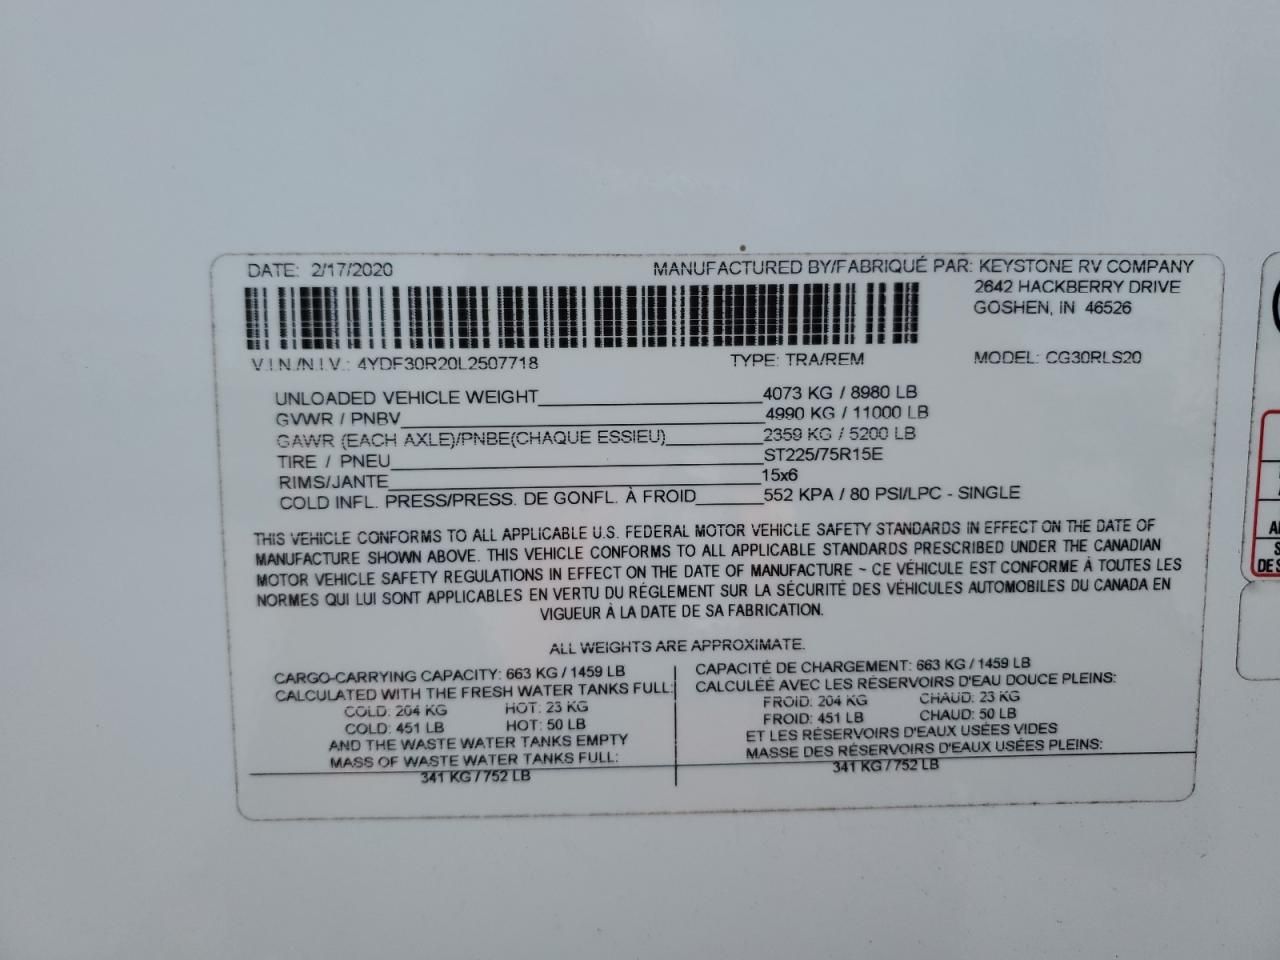 DATE: 2/17/2020 MANUFACTURED BY/FABRIQUÉ PAR: KEYSTONE RV COMPANY
2642 HACKBERRY DRIVE
GOSHEN, IN 46526
V.I.N./N.I.V.: 4YDF30R20L2507718 TYPE: TRA/REM MODEL: CG30RLS20
UNLOADED VEHICLE WEIGHT 4073 KG / 8980 LB
GVWR / PNBV 4990 KG / 11000 LB
GAWR (EACH AXLE)/PNBE(CHAQUE ESSIEU) 2359 KG / 5200 LB
TIRE / PNEU ST225/75R15E
RIMS/JANTE 15x6
COLD INFL. PRESS/PRESS. DE GONFL. À FROID 552 KPA / 80 PSI/LPC - SINGLE
THIS VEHICLE CONFORMS TO ALL APPLICABLE U.S. FEDERAL MOTOR VEHICLE SAFETY STANDARDS IN EFFECT ON THE DATE OF
MANUFACTURE SHOWN ABOVE. THIS VEHICLE CONFORMS TO ALL APPLICABLE STANDARDS PRESCRIBED UNDER THE CANADIAN
MOTOR VEHICLE SAFETY REGULATIONS IN EFFECT ON THE DATE OF MANUFACTURE ~ CE VÉHICULE EST CONFORME À TOUTES LES
NORMES QUI LUI SONT APPLICABLES EN VERTU DU RÉGLEMENT SUR LA SÉCURITÉ DES VÉHICULES AUTOMOBILES DU CANADA EN
VIGUEUR À LA DATE DE SA FABRICATION.
ALL WEIGHTS ARE APPROXIMATE.
CARGO-CARRYING CAPACITY: 663 KG / 1459 LB
CALCULATED WITH THE FRESH WATER TANKS FULL:
COLD: 204 KG HOT: 23 KG
COLD: 451 LB HOT: 50 LB
AND THE WASTE WATER TANKS EMPTY
MASS OF WASTE WATER TANKS FULL:
341 KG / 752 LB
CAPACITÉ DE CHARGEMENT: 663 KG / 1459 LB
CALCULÉE AVEC LES RÉSERVOIRS D'EAU DOUCE PLEINS:
FROID: 204 KG CHAUD: 23 KG
FROID: 451 LB CHAUD: 50 LB
ET LES RÉSERVOIRS D'EAUX USÉES VIDES
MASSE DES RÉSERVOIRS D'EAUX USÉES PLEINS:
341 KG / 752 LB